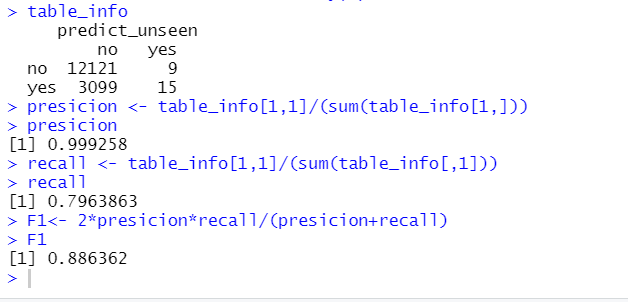 > table_info
predict_unseen
no yes
no 12121 9
yes 3099 15
> presicion <- table_info[1,1]/(sum(table_info[1,]))
> presicion
[1] 0.999258
> recall <- table_info[1,1]/(sum(table_info[,1]))
> recall
[1] 0.7963863
> F1<- 2*presicion*recall/(presicion+recall)
> F1
[1] 0.886362
>